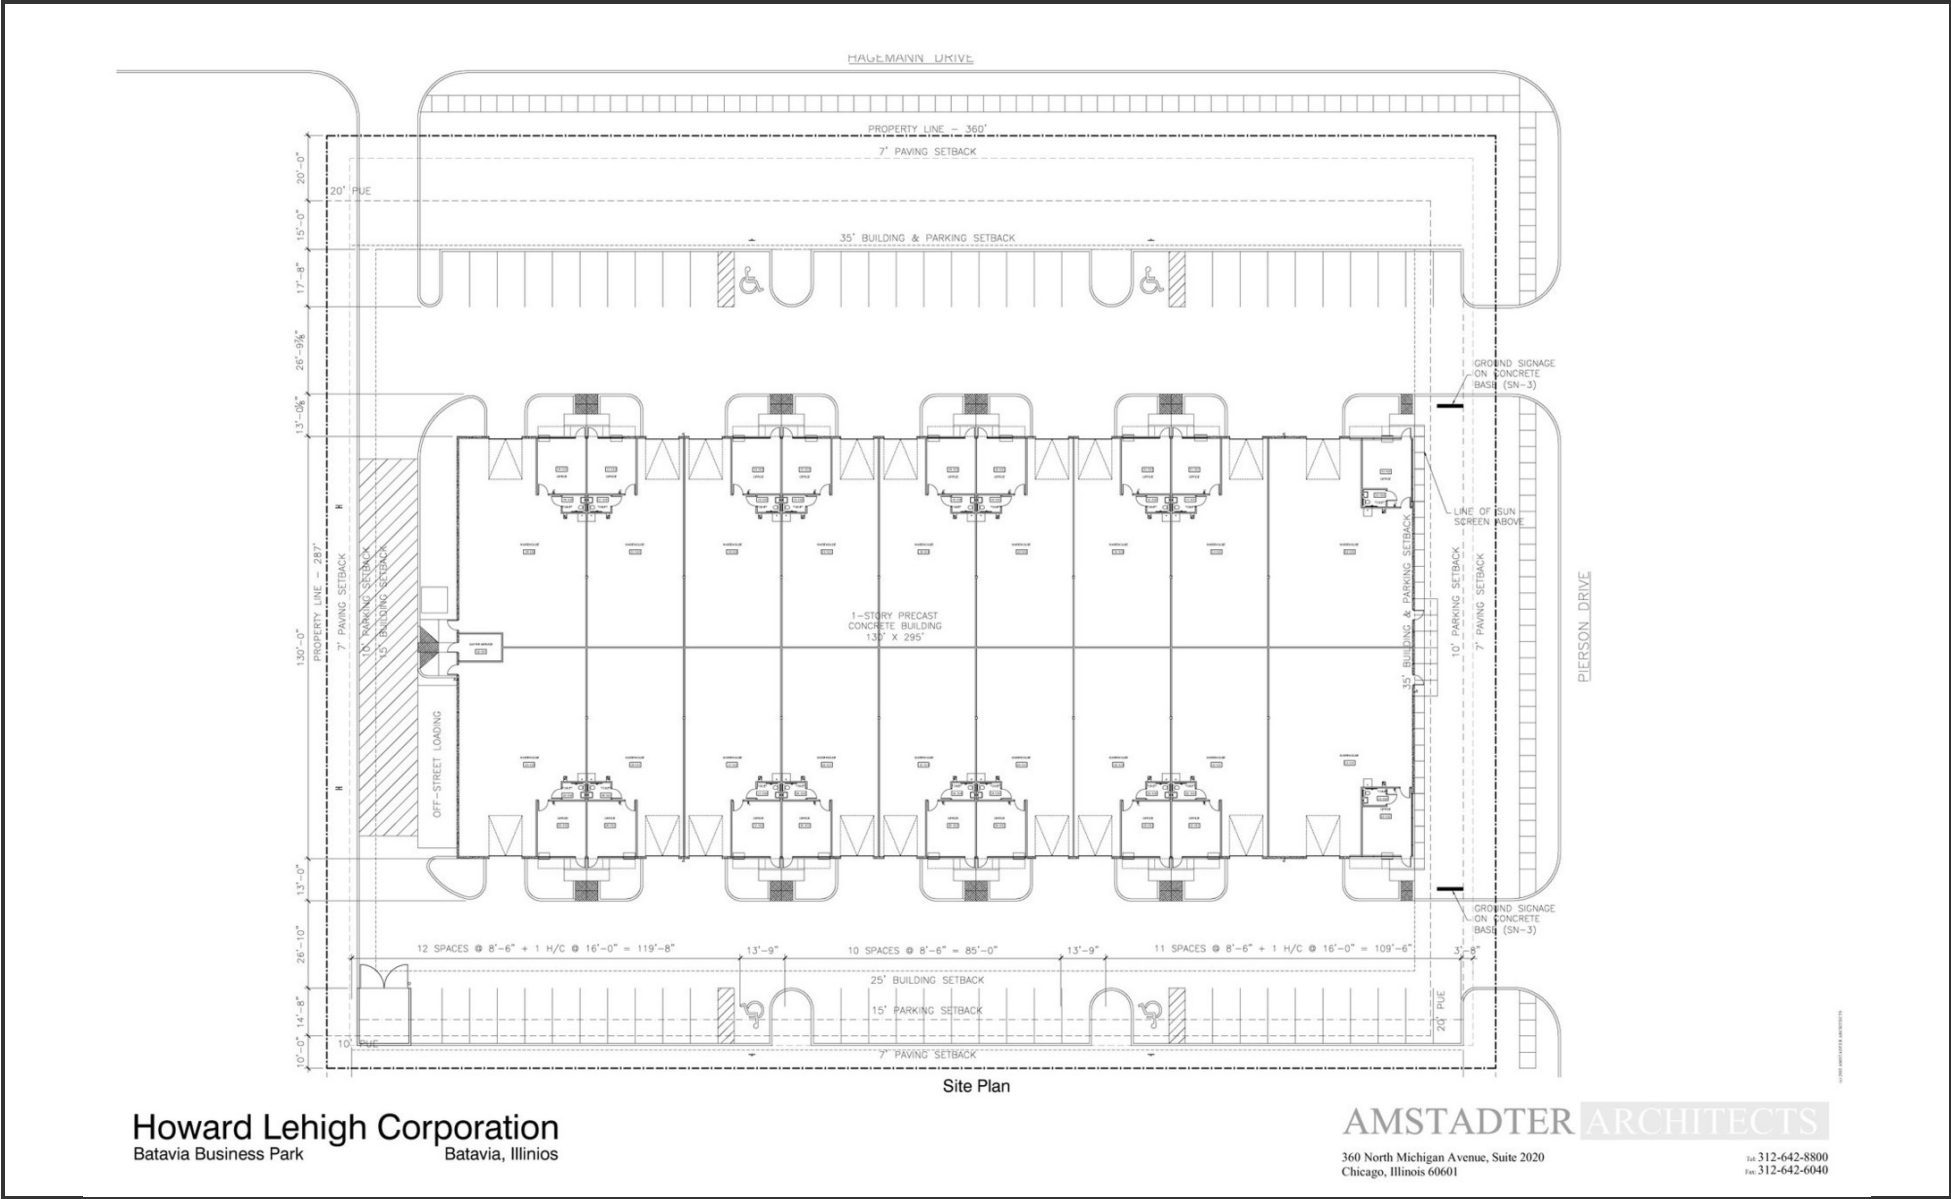 HAGEMANN DRIVE
PROPERTY LINE – 360'
7' PAVING SETBACK
20' PUE
35' BUILDING & PARKING SETBACK
20'-0"
15'-0"
17'-8"
13'-0"
130'-0"
26'-10"
14'-8"
10'-0"
PROPERTY LINE – 287'
7' PAVING SETBACK
10' PARKING SETBACK
15' BUILDING SETBACK
GROUND SIGNAGE
ON CONCRETE
BASE (SN-3)
LINE OF SUN
SCREEN ABOVE
35' BUILDING & PARKING SETBACK
10' PARKING SETBACK
7' PAVING SETBACK
PIERSON DRIVE
1-STORY PRECAST
CONCRETE BUILDING
130' X 295'
OFF-STREET LOADING
GROUND SIGNAGE
ON CONCRETE
BASE (SN-3)
12 SPACES @ 8'-6" + 1 H/C @ 16'-0" = 119'-8"
13'-9"
10 SPACES @ 8'-6" = 85'-0"
13'-9"
11 SPACES @ 8'-6" + 1 H/C @ 16'-0" = 109'-6"
3'-8"
25' BUILDING SETBACK
15' PARKING SETBACK
20' PUE
10' PUE
7' PAVING SETBACK
Site Plan
Howard Lehigh Corporation
Batavia Business Park Batavia, Illinios
AMSTADTER ARCHITECTS
360 North Michigan Avenue, Suite 2020
Chicago, Illinois 60601
Tel: 312-642-8800
Fax: 312-642-6040